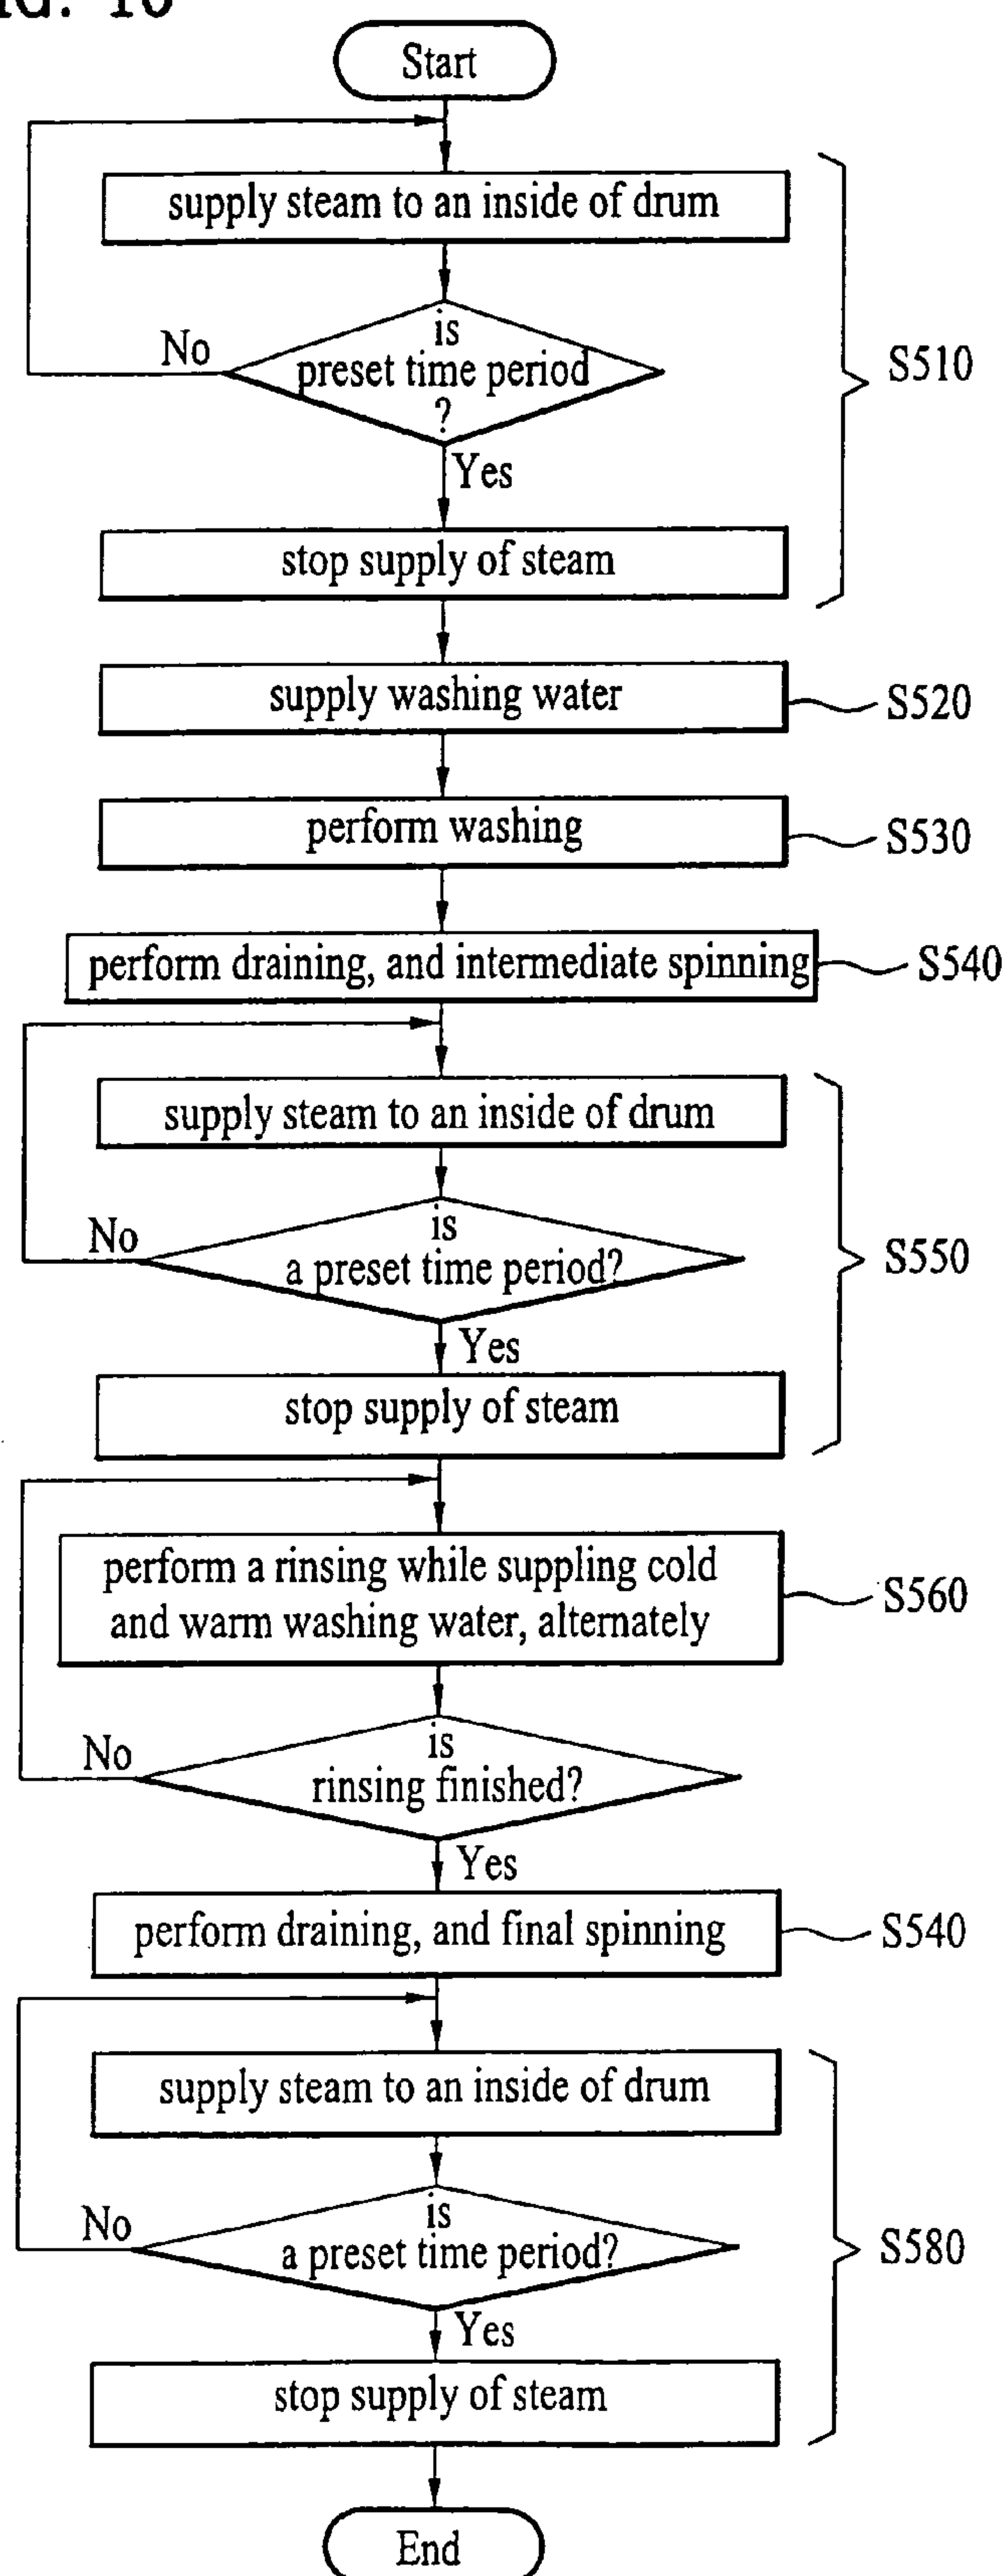 Start
supply steam to an inside of drum
is
preset time period
?
No
Yes
S510
stop supply of steam
supply washing water
S520
perform washing
S530
perform draining, and intermediate spinning
S540
supply steam to an inside of drum
is
a preset time period?
No
Yes
S550
stop supply of steam
perform a rinsing while suppling cold
and warm washing water, alternately
S560
is
rinsing finished?
No
Yes
perform draining, and final spinning
S540
supply steam to an inside of drum
is
a preset time period?
No
Yes
S580
stop supply of steam
End